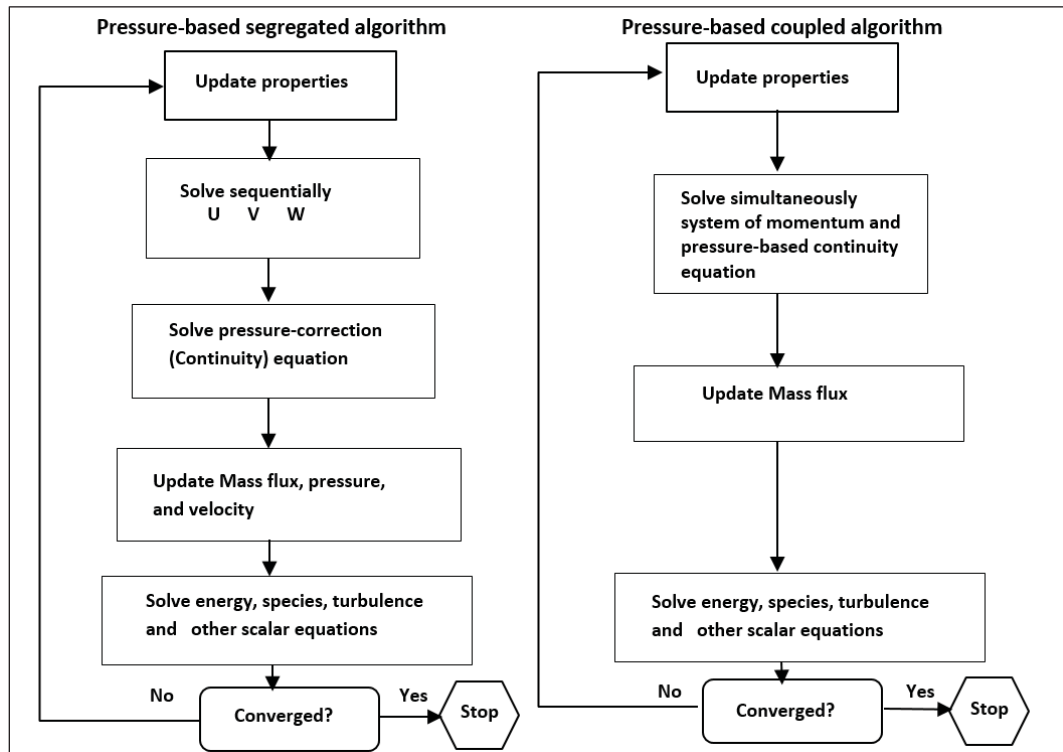 Pressure-based segregated algorithm
Update properties
Solve sequentially
U V W
Solve pressure-correction
(Continuity) equation
Update Mass flux, pressure,
and velocity
Solve energy, species, turbulence
and other scalar equations
No
Converged?
Yes
Stop
Pressure-based coupled algorithm
Update properties
Solve simultaneously
system of momentum and
pressure-based continuity
equation
Update Mass flux
Solve energy, species, turbulence
and other scalar equations
No
Converged?
Yes
Stop